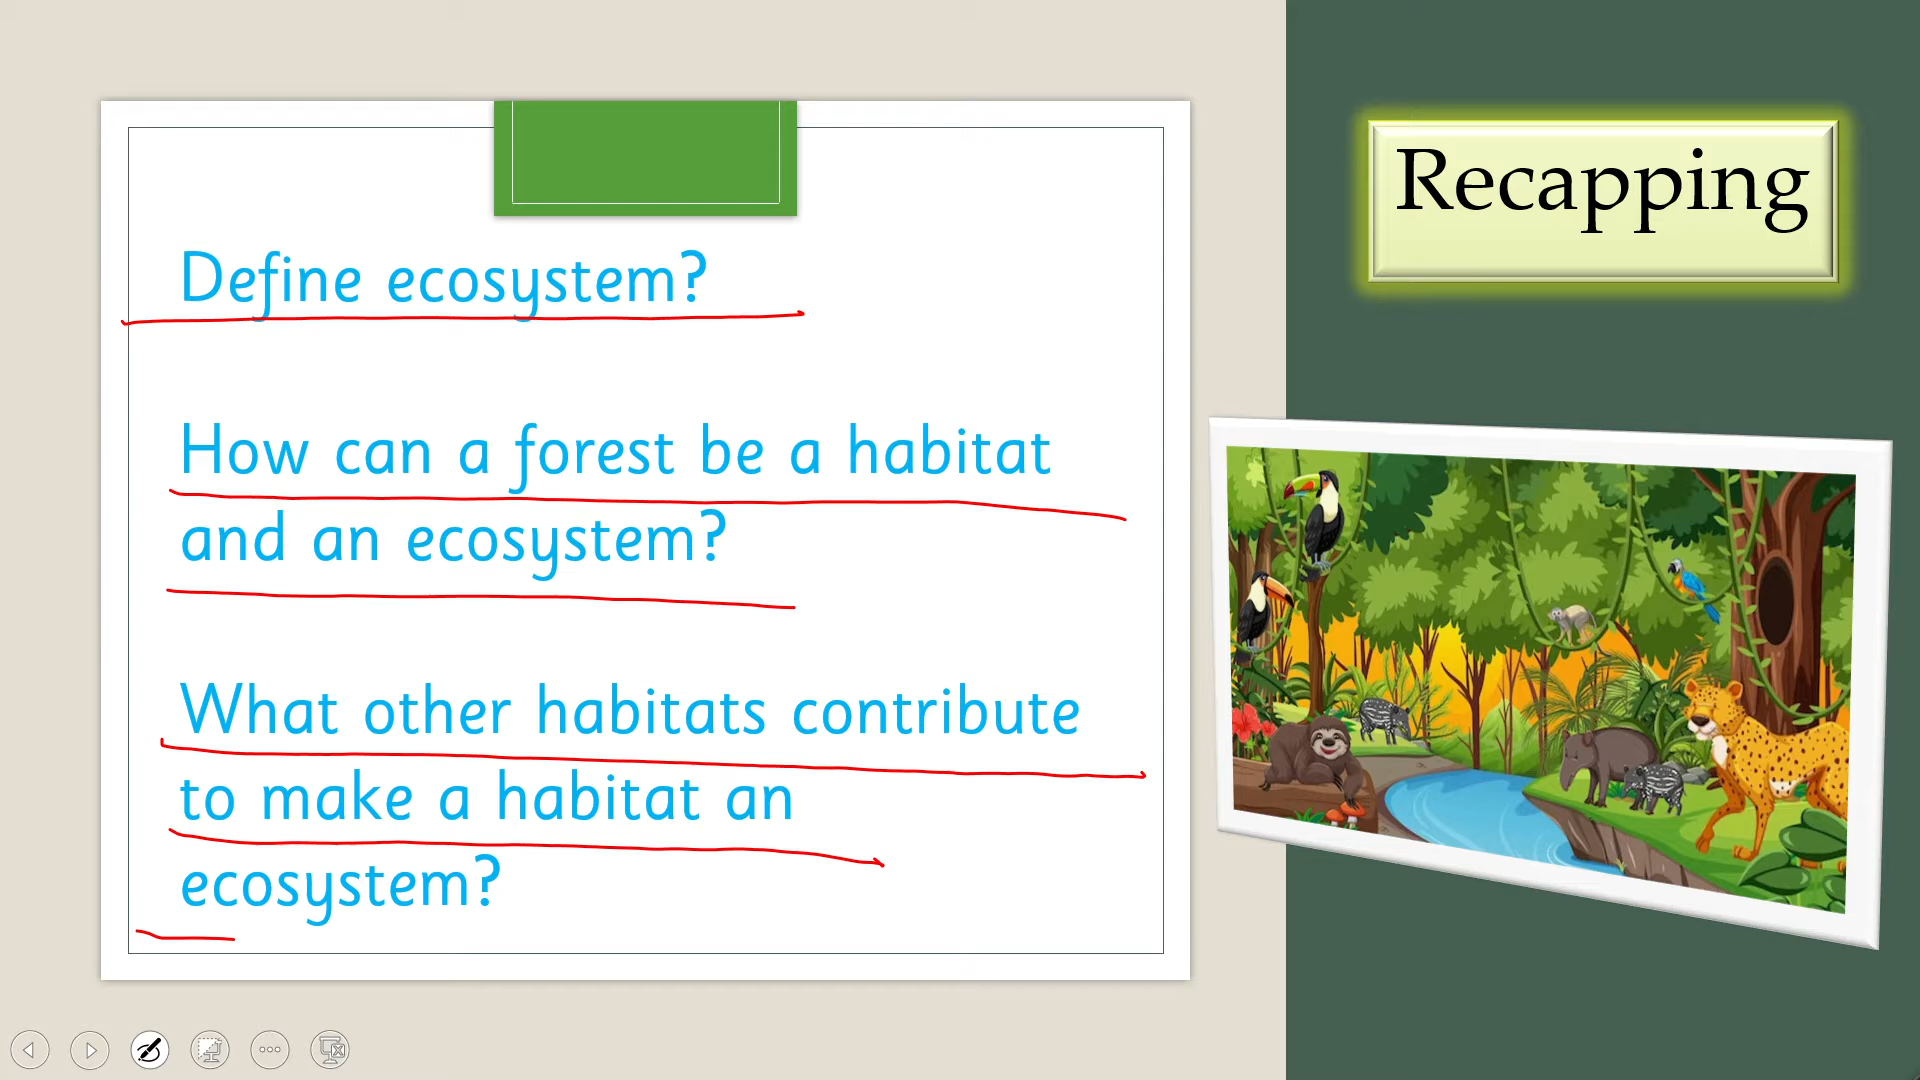 Recapping
Define ecosystem?
How can a forest be a habitat
and an ecosystem?
What other habitats contribute
to make a habitat an
ecosystem?